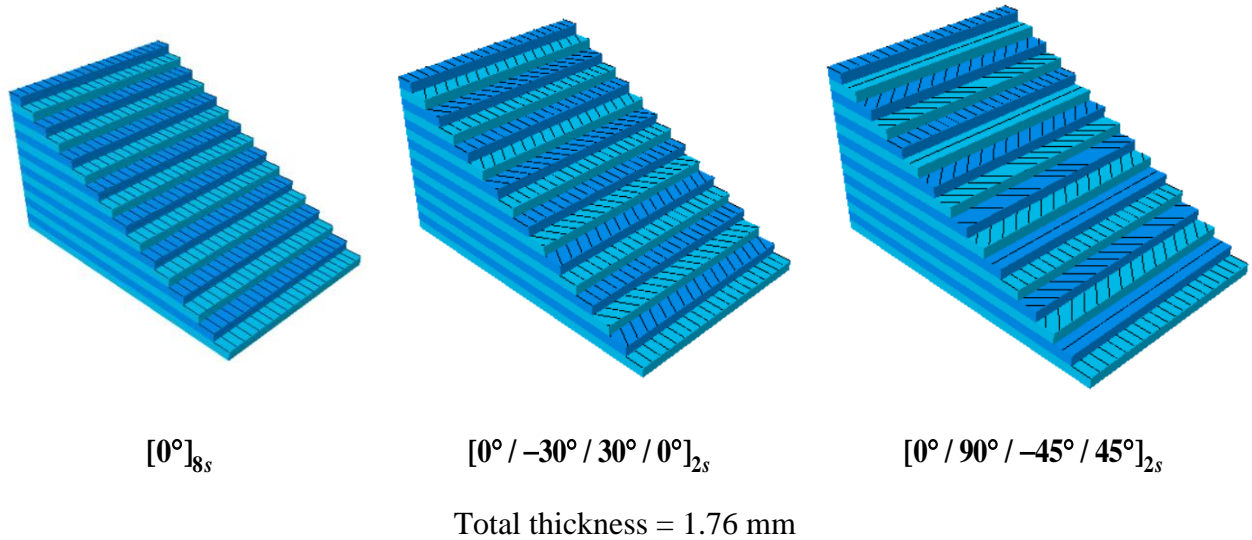 [0°]8s
[0° / –30° / 30° / 0°]2s
[0° / 90° / –45° / 45°]2s
Total thickness = 1.76 mm